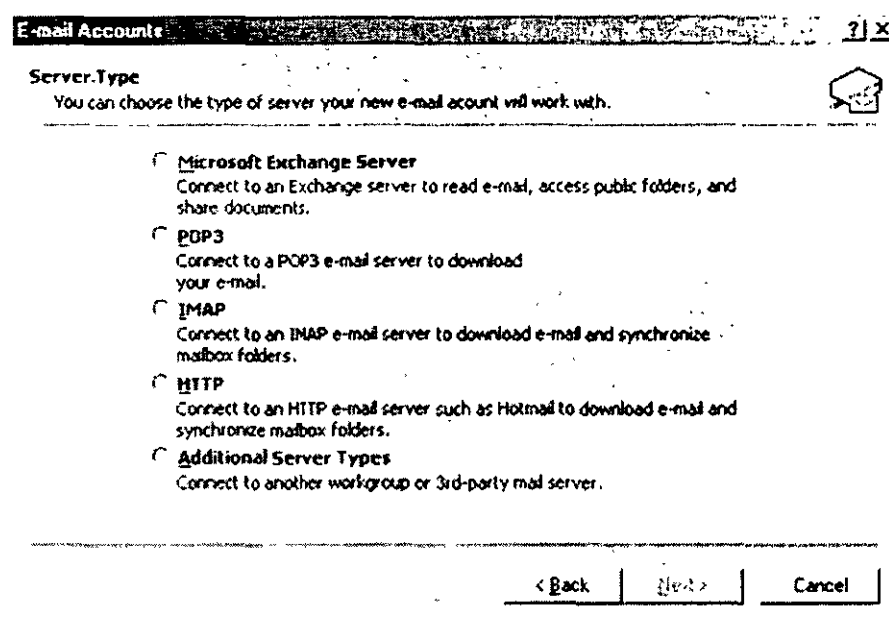 E-mail Accounts
Server Type
You can choose the type of server your new e-mail acount will work with.
Microsoft Exchange Server
Connect to an Exchange server to read e-mail, access public folders, and
share documents.
POP3
Connect to a POP3 e-mail server to download
your e-mail.
IMAP
Connect to an IMAP e-mail server to download e-mail and synchronize
mailbox folders.
HTTP
Connect to an HTTP e-mail server such as Hotmail to download e-mail and
synchronize mailbox folders.
Additional Server Types
Connect to another workgroup or 3rd-party mail server.
< Back Next > Cancel